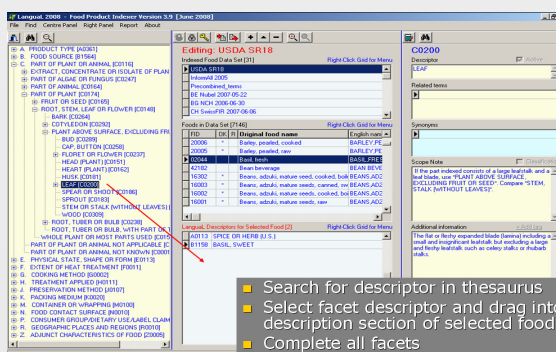 Langual, 2008 - Food Product Indexer Version 3.9 [June 2008]
File Find Centre Panel Right Panel Report About
A. PRODUCT TYPE [A0361]
B. FOOD SOURCE [B1564]
C. PART OF PLANT OR ANIMAL [C0116]
EXTRACT, CONCENTRATE OR ISOLATE OF PLAN
PART OF ALGAE OR FUNGUS [C0247]
PART OF ANIMAL [C0164]
PART OF PLANT [C0174]
FRUIT OR SEED [C0165]
ROOT, STEM, LEAF OR FLOWER [C0148]
BARK [C0264]
COTYLEDON [C0292]
PLANT ABOVE SURFACE, EXCLUDING FRI
BUD [C0289]
CAP; BUTTON [C0258]
FLORET OR FLOWER [C0237]
HEAD (PLANT) [C0151]
HEART (PLANT) [C0162]
HUSK [C0181]
LEAF [C0200]
SPEAR OR SHOOT [C0186]
SPROUT [C0183]
STEM OR STALK (WITHOUT LEAVES)
WOOD [C0309]
ROOT, TUBER OR BULB [C0238]
ROOT, TUBER OR BULB, WITH PART OF T
WHOLE PLANT OR MOST PARTS USED [C015
PART OF PLANT OR ANIMAL NOT APPLICABLE [C
PART OF PLANT OR ANIMAL NOT KNOWN [C0001
E. PHYSICAL STATE, SHAPE OR FORM [E0113]
F. EXTENT OF HEAT TREATMENT [F0011]
G. COOKING METHOD [G0002]
H. TREATMENT APPLIED [H0111]
J. PRESERVATION METHOD [J0107]
K. PACKING MEDIUM [K0020]
M. CONTAINER OR WRAPPING [M0100]
N. FOOD CONTACT SURFACE [N0010]
P. CONSUMER GROUP/DIETARY USE/LABEL CLAIM
R. GEOGRAPHIC PLACES AND REGIONS [R0010]
Z. ADJUNCT CHARACTERISTICS OF FOOD [Z0005]
Editing: USDA SR18
Indexed Food Data Set [31] Right-Click Grid for Menu
USDA SR18
InformAll 2005
Precombined_terms
BE Nubel 2007-05-22
BG NCH 2006-06-30
CH SwissFIR 2007-06-06
Foods in Data Set [7146] Right-Click Grid for Menu
FID OK R Original food name English nam
20006 * Barley, pearled, cooked BARLEY,PE
20005 * Barley, pearled, raw BARLEY,PE
02044 Basil, fresh BASIL,FRES
42182 Bean beverage BEAN BEVE
16302 * Beans, adzuki, mature seed, cooked, boil BEANS,ADZ
16003 * Beans, adzuki, mature seeds, canned, sw BEANS,ADZ
16002 * Beans, adzuki, mature seeds, cooked, bo BEANS,ADZ
16001 * Beans, adzuki, mature seeds, raw BEANS,ADZ
LanguaL Descriptors for Selected Food [2] Right-Click Grid for Menu
A0113 SPICE OR HERB (U.S.)
B1158 BASIL, SWEET
C0200
Descriptor Active
LEAF
Related terms
Synonyms
Scope Note
If the part indexed consists of a large leafstalk and a
leaf blade, use *PLANT ABOVE SURFACE,
EXCLUDING FRUIT OR SEED*. Compare *STEM,
STALK, [WITHOUT LEAVES]*.
Additional information
The flat or fleshy expanded blade (lamina) including a
small and insignificant leafstalk but excluding a large
and fleshy leafstalk such as celery stalks or rhubarb
stalks.
Search for descriptor in thesaurus
Select facet descriptor and drag into
description section of selected food
Complete all facets